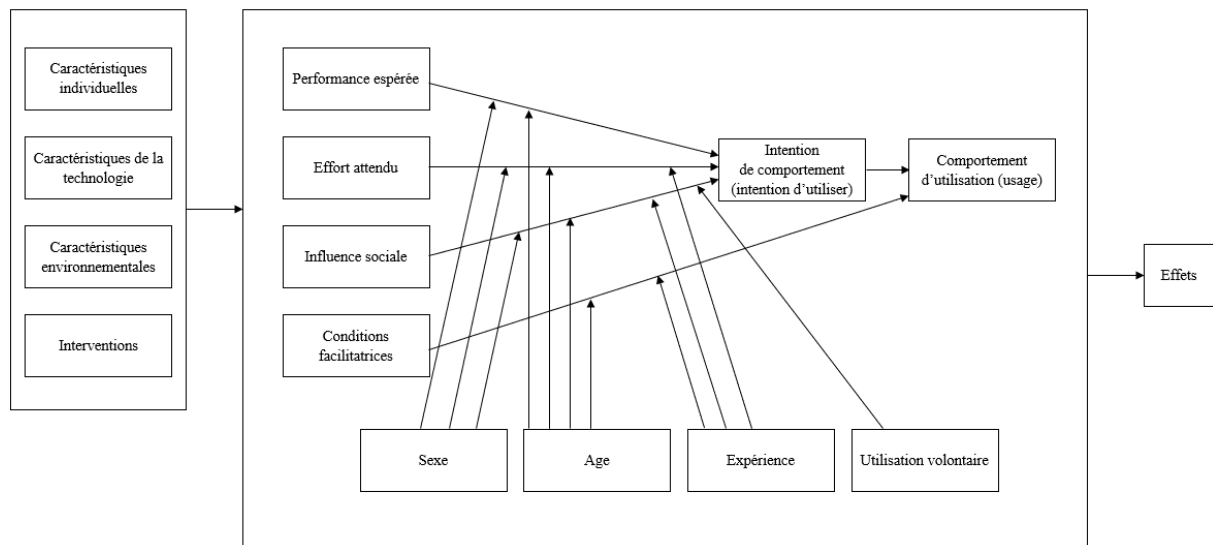 Caractéristiques
individuelles
Caractéristiques de la
technologie
Caractéristiques
environnementales
Interventions
Performance espérée
Effort attendu
Influence sociale
Conditions
facilitatrices
Intention
de comportement
(intention d’utiliser)
Comportement
d’utilisation (usage)
Sexe
Age
Expérience
Utilisation volontaire
Effets